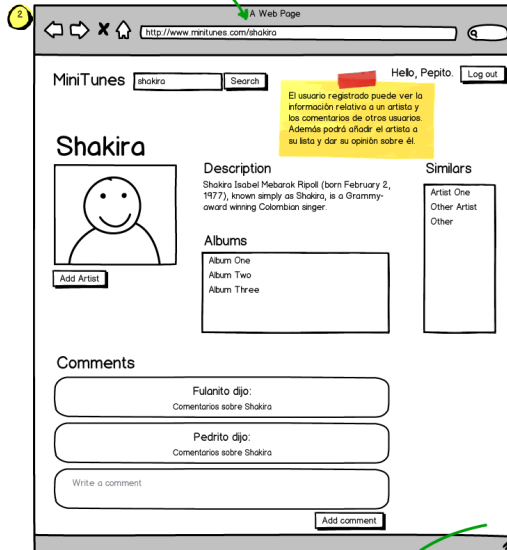 2
A Web Page
http://www.minitunes.com/shakira
MiniTunes
shakira
Search
Hello, Pepito.
Log out
El usuario registrado puede ver la
información relativa a un artista y
los comentarios de otros usuarios.
Además podrá añadir el artista a
su lista y dar su opinión sobre él.
Shakira
Add Artist
Description
Shakira Isabel Mebarak Ripoll (born February 2,
1977), known simply as Shakira, is a Grammy-
award winning Colombian singer.
Albums
Album One
Album Two
Album Three
Similars
Artist One
Other Artist
Other
Comments
Fulanito dijo:
Comentarios sobre Shakira
Pedrito dijo:
Comentarios sobre Shakira
Write a comment
Add comment